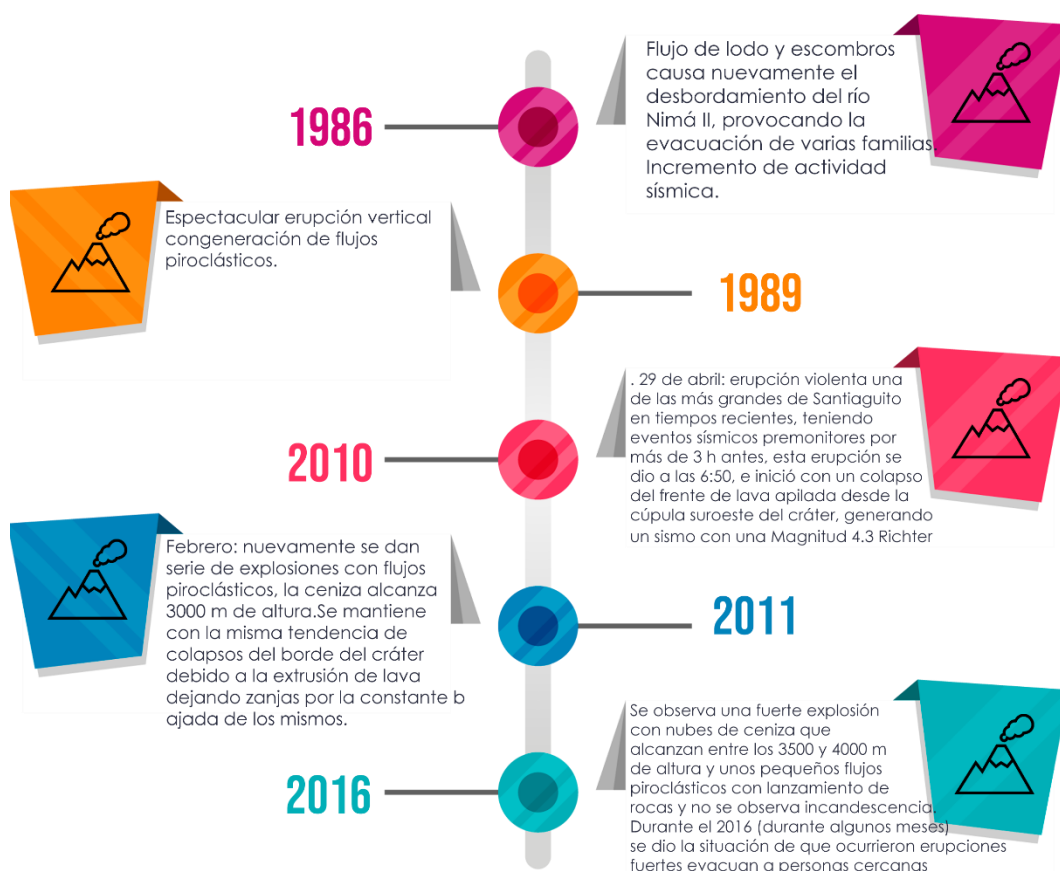 1986
Flujo de lodo y escombros
causa nuevamente el
desbordamiento del río
Nimá II, provocando la
evacuación de varias familias.
Incremento de actividad
sísmica.
Espectacular erupción vertical
congeneración de flujos
piroclásticos.
1989
2010
. 29 de abril: erupción violenta una
de las más grandes de Santiaguito
en tiempos recientes, teniendo
eventos sísmicos premonitores por
más de 3 h antes, esta erupción se
dio a las 6:50, e inició con un colapso
del frente de lava apilada desde la
cúpula suroeste del cráter, generando
un sismo con una Magnitud 4.3 Richter
Febrero: nuevamente se dan
serie de explosiones con flujos
piroclásticos, la ceniza alcanza
3000 m de altura.Se mantiene
con la misma tendencia de
colapsos del borde del cráter
debido a la extrusión de lava
dejando zanjas por la constante b
ajada de los mismos.
2011
2016
Se observa una fuerte explosión
con nubes de ceniza que
alcanzan entre los 3500 y 4000 m
de altura y unos pequeños flujos
piroclásticos con lanzamiento de
rocas y no se observa incandescencia.
Durante el 2016 (durante algunos meses)
se dio la situación de que ocurrieron erupciones
fuertes evacuan a personas cercanas